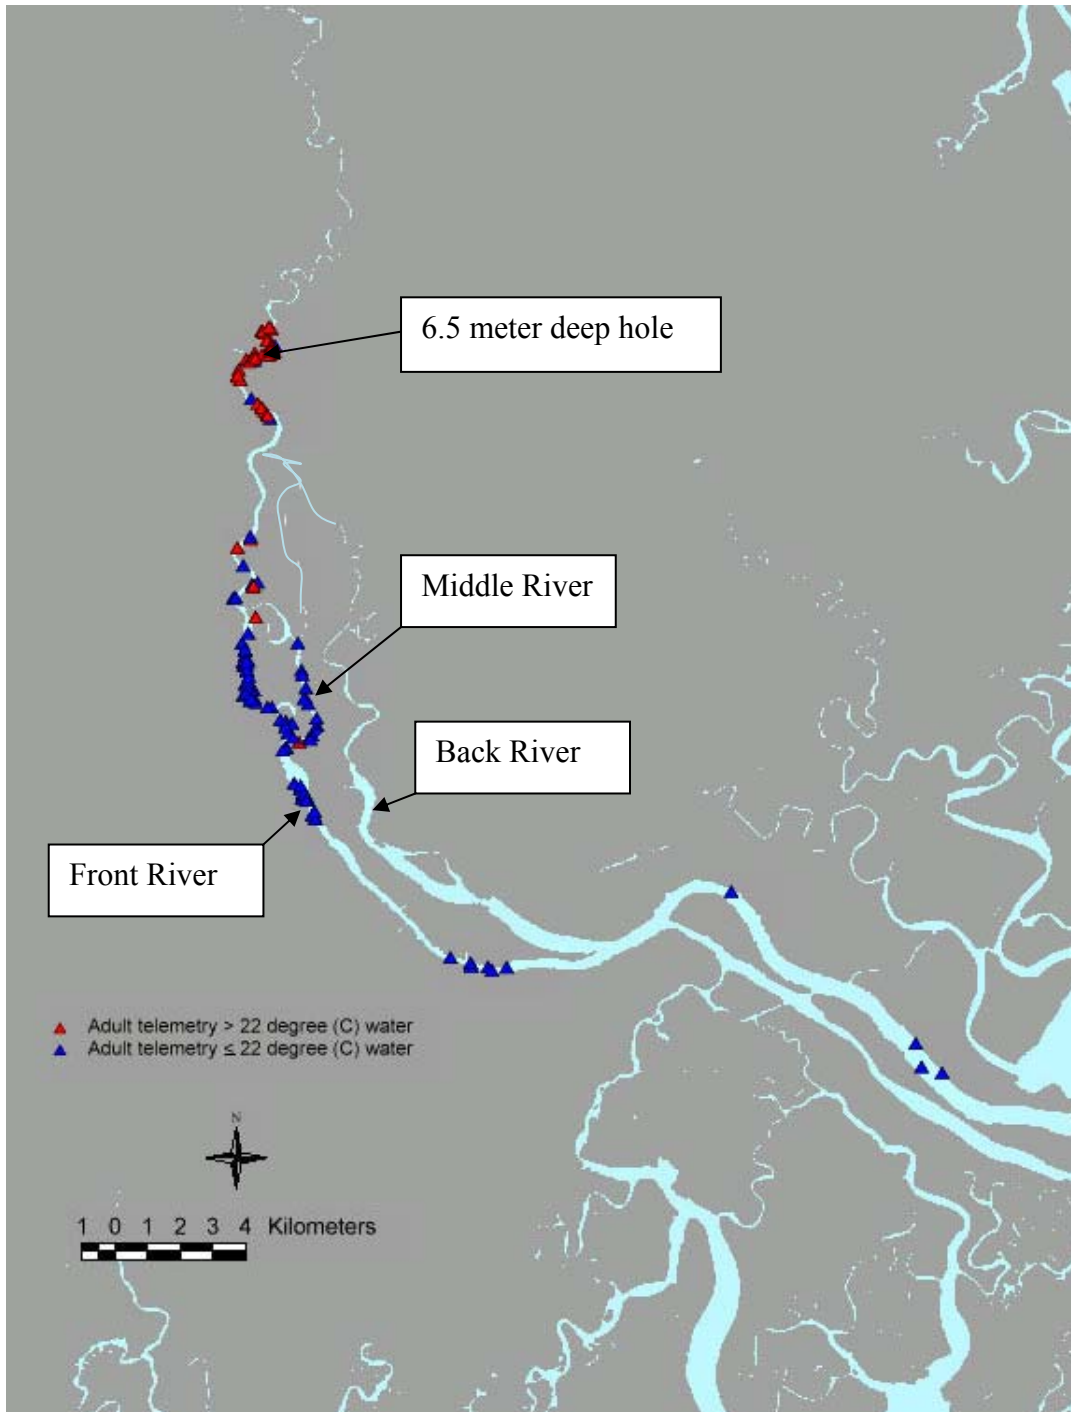 6.5 meter deep hole
Middle River
Back River
Front River
Adult telemetry > 22 degree (C) water
Adult telemetry ≤ 22 degree (C) water
N
1 0 1 2 3 4 Kilometers